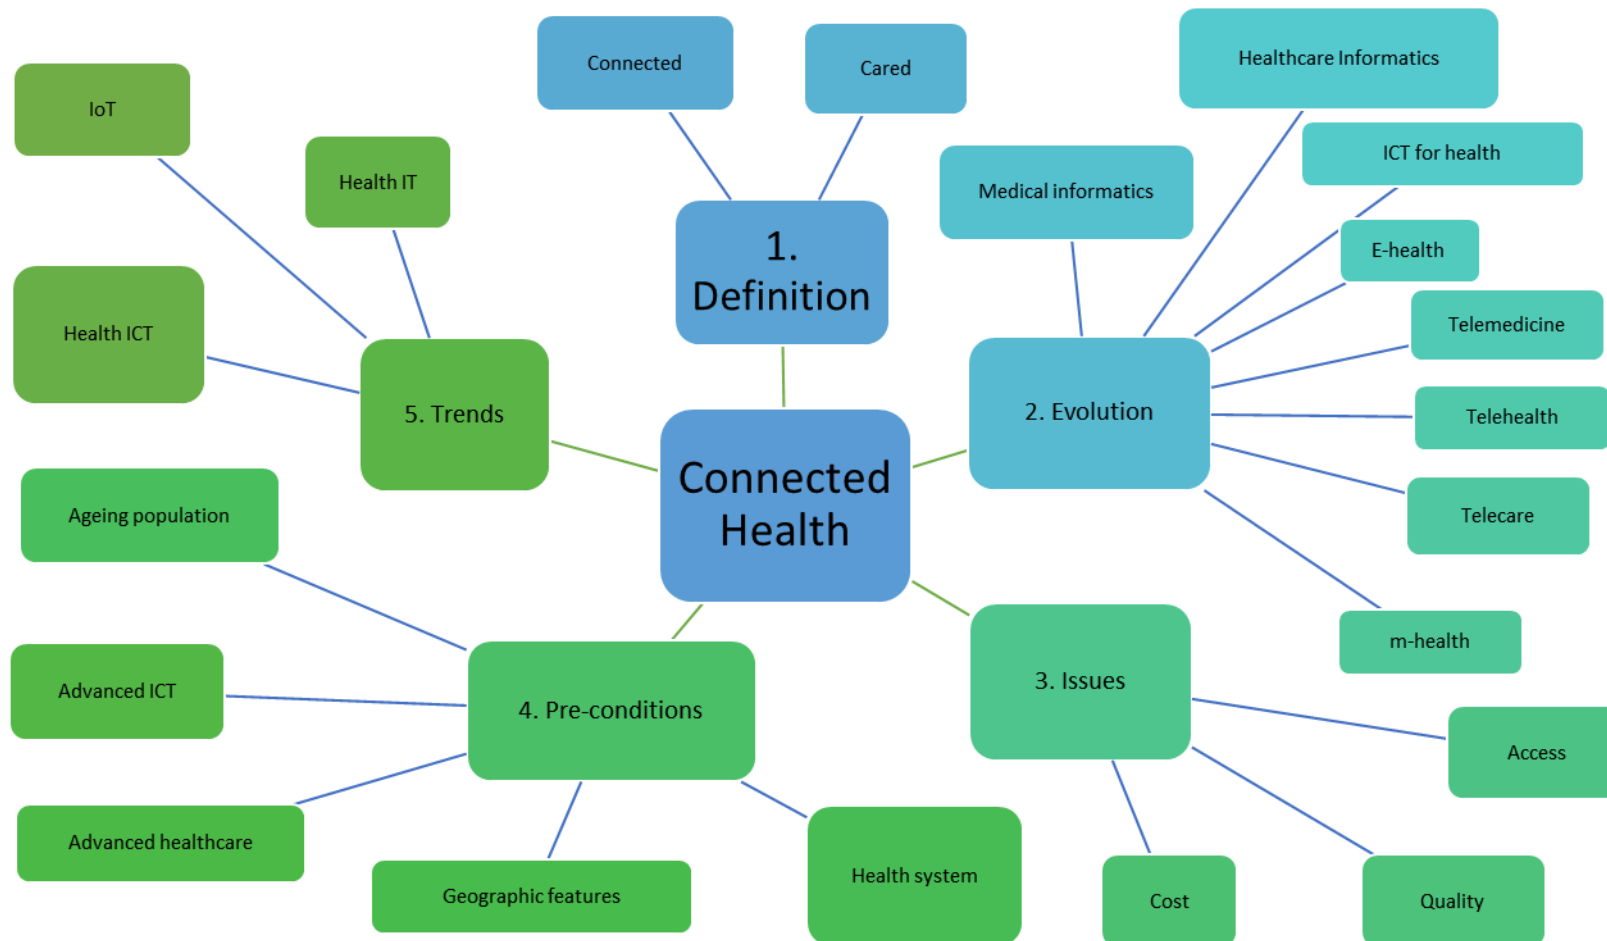 Connected
Health
1.
Definition
Connected
Cared
2. Evolution
Medical informatics
Healthcare Informatics
ICT for health
E-health
Telemedicine
Telehealth
Telecare
m-health
3. Issues
Access
Quality
Cost
4. Pre-conditions
Health system
Geographic features
Advanced healthcare
Advanced ICT
Ageing population
5. Trends
Health ICT
IoT
Health IT